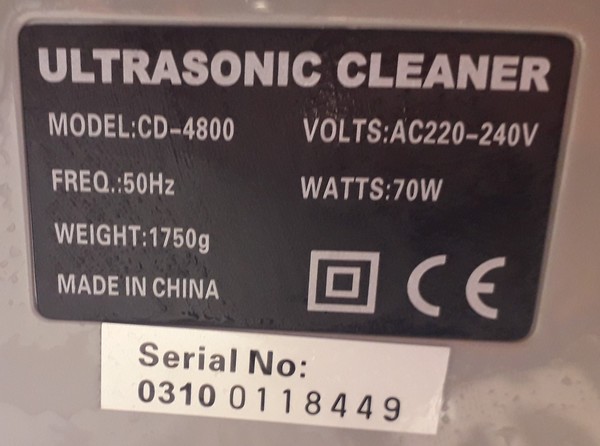 ULTRASONIC CLEANER
MODEL:CD-4800 VOLTS:AC220-240V
FREQ.:50Hz WATTS:70W
WEIGHT:1750g
MADE IN CHINA CE
Serial No:
0310 0118449